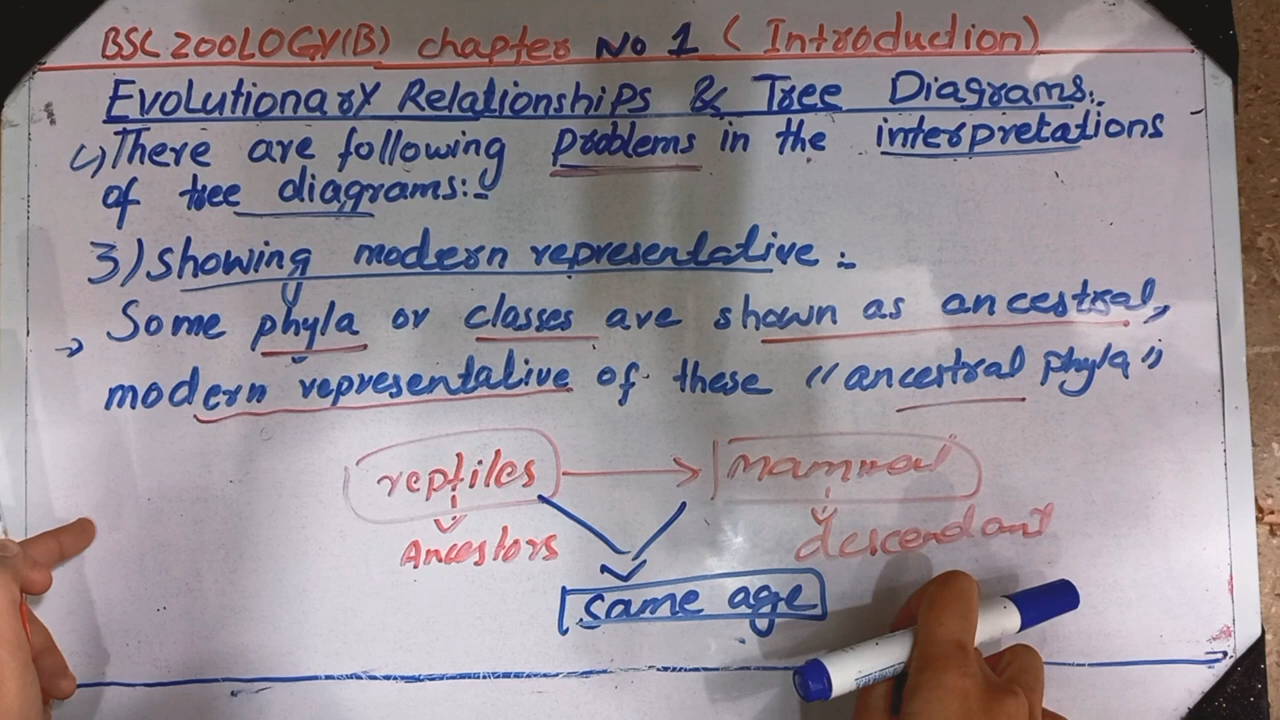 BSC ZOOLOGY(B) chapter No 1 ( Introduction)
Evolutionary Relationships & Tree Diagrams:.
L) There are following problems in the interpretations
of tree diagrams:-
3) Showing modern representative :-
Some phyla or classes are shown as ancestral,
→ modern representative of these "ancestral phyla"
reptiles → mammal
Ancestors descendant
same age